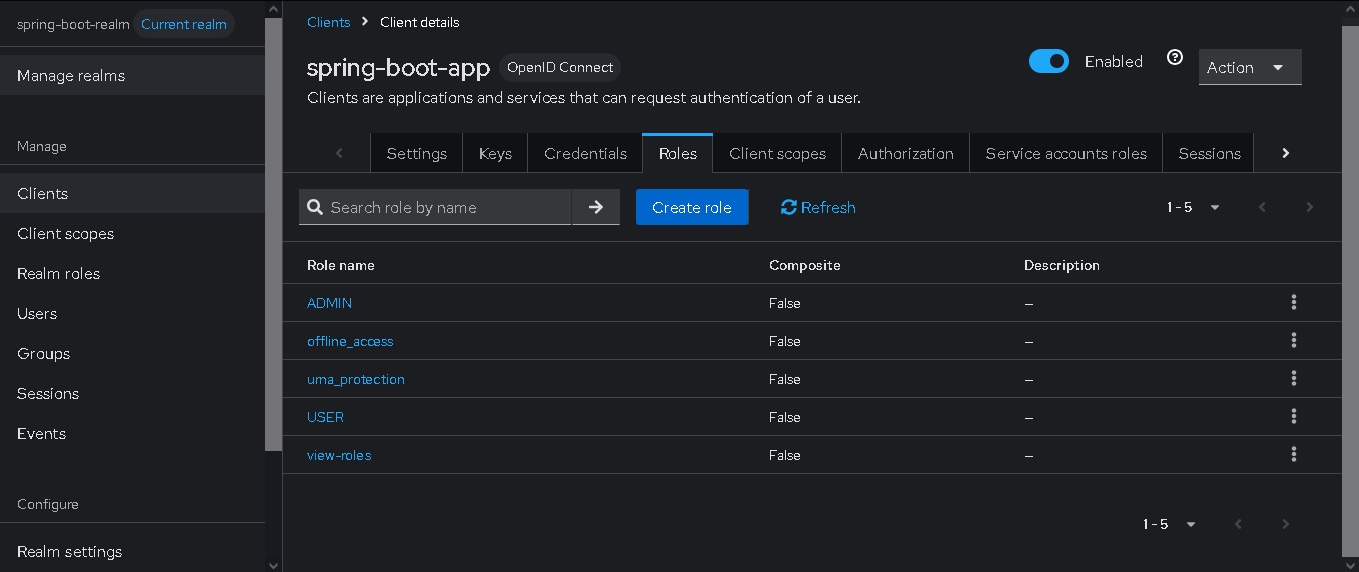 spring-boot-realm Current realm
Manage realms
Manage
Clients
Client scopes
Realm roles
Users
Groups
Sessions
Events
Configure
Realm settings
Clients Client details
spring-boot-app OpenID Connect
Enabled
Action
Clients are applications and services that can request authentication of a user.
Settings Keys Credentials Roles Client scopes Authorization Service accounts roles Sessions
Search role by name Create role Refresh 1 - 5
Role name Composite Description
ADMIN False –
offline_access False –
uma_protection False –
USER False –
view-roles False –
1 - 5